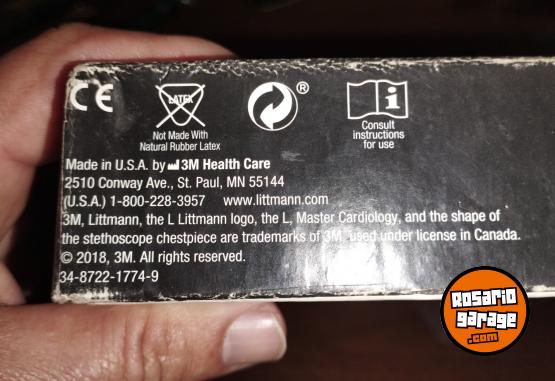 CE
LATEX
®
i
Not Made With
Natural Rubber Latex
Consult
instructions
for use
Made in U.S.A. by 3M Health Care
2510 Conway Ave., St. Paul, MN 55144
(U.S.A.) 1-800-228-3957 www.littmann.com
3M, Littmann, the L Littmann logo, the L, Master Cardiology, and the shape of
the stethoscope chestpiece are trademarks of 3M, used under license in Canada.
© 2018, 3M. All rights reserved.
34-8722-1774-9
Rosario
garage
.com